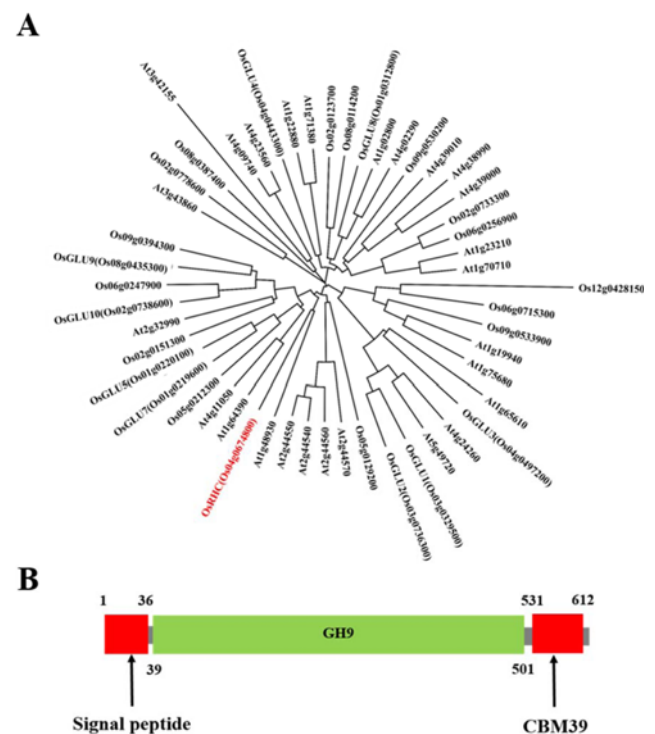 A
At3g42155
OsGLU4(Os04g0443300)
At1g22880
At1g71380
Os02g0123700
Os08g0114200
OsGLU8(Os01g0312800)
At1g02800
At4g02290
Os09g0530200
At4g39010
At4g38990
At4g39000
Os02g0733300
Os06g0256900
At1g23210
At1g70710
Os12g0428150
Os06g0715300
Os09g0533900
At1g19940
At1g75680
At1g65610
OsGLU3(Os04g0497200)
At4g24260
At5g49720
OsGLU1(Os03g0329500)
OsGLU2(Os03g0736300)
Os05g0129200
At2g44570
At2g44560
At2g44540
At2g44550
At1g48930
OsRHC(Os04g0674800)
At1g64390
At4g11050
Os05g0212300
OsGLU7(Os01g0219600)
OsGLU5(Os01g0220100)
Os02g0151300
At2g32990
OsGLU10(Os02g0738600)
Os06g0247900
OsGLU9(Os08g0435300)
Os09g0394300
At3g43860
Os02g0778600
Os08g0387400
At4g09740
At4g23560
B
1 36 531 612
GH9
39 501
Signal peptide CBM39